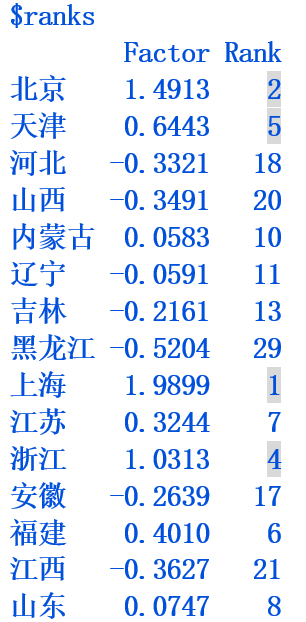 $ranks
Factor Rank
北京 1.4913 2
天津 0.6443 5
河北 -0.3321 18
山西 -0.3491 20
内蒙古 0.0583 10
辽宁 -0.0591 11
吉林 -0.2161 13
黑龙江 -0.5204 29
上海 1.9899 1
江苏 0.3244 7
浙江 1.0313 4
安徽 -0.2639 17
福建 0.4010 6
江西 -0.3627 21
山东 0.0747 8